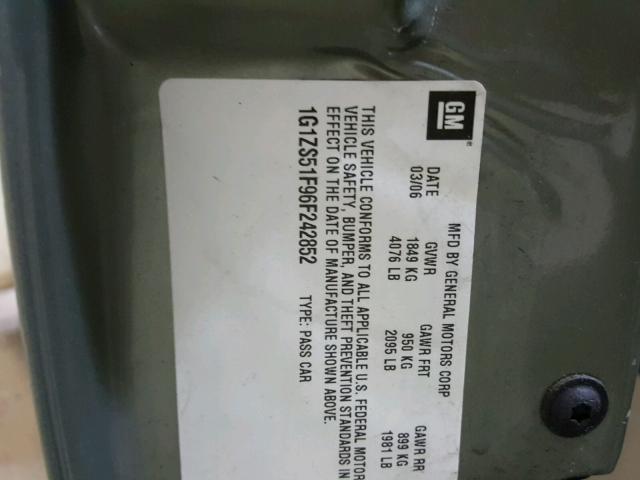 GM
MFD BY GENERAL MOTORS CORP
DATE GVWR GAWR FRT GAWR RR
03/06 1849 KG 950 KG 899 KG
4076 LB 2095 LB 1981 LB
THIS VEHICLE CONFORMS TO ALL APPLICABLE U.S. FEDERAL MOTOR
VEHICLE SAFETY, BUMPER, AND THEFT PREVENTION STANDARDS IN
EFFECT ON THE DATE OF MANUFACTURE SHOWN ABOVE.
1G1ZS51F96F242852 TYPE: PASS CAR